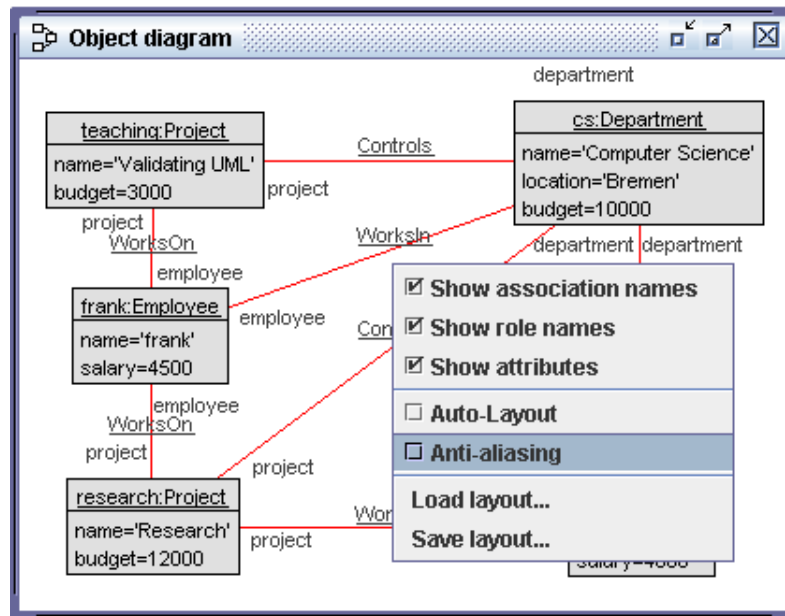 Object diagram
department
teaching:Project
name='Validating UML'
budget=3000
Controls
project
cs:Department
name='Computer Science'
location='Bremen'
budget=10000
project
WorksOn
employee
WorksIn
department
department
frank:Employee
name='frank'
salary=4500
employee
Con
Show association names
Show role names
Show attributes
Auto-Layout
Anti-aliasing
Load layout...
Save layout...
employee
WorksOn
project
project
research:Project
name='Research'
budget=12000
Wor
project